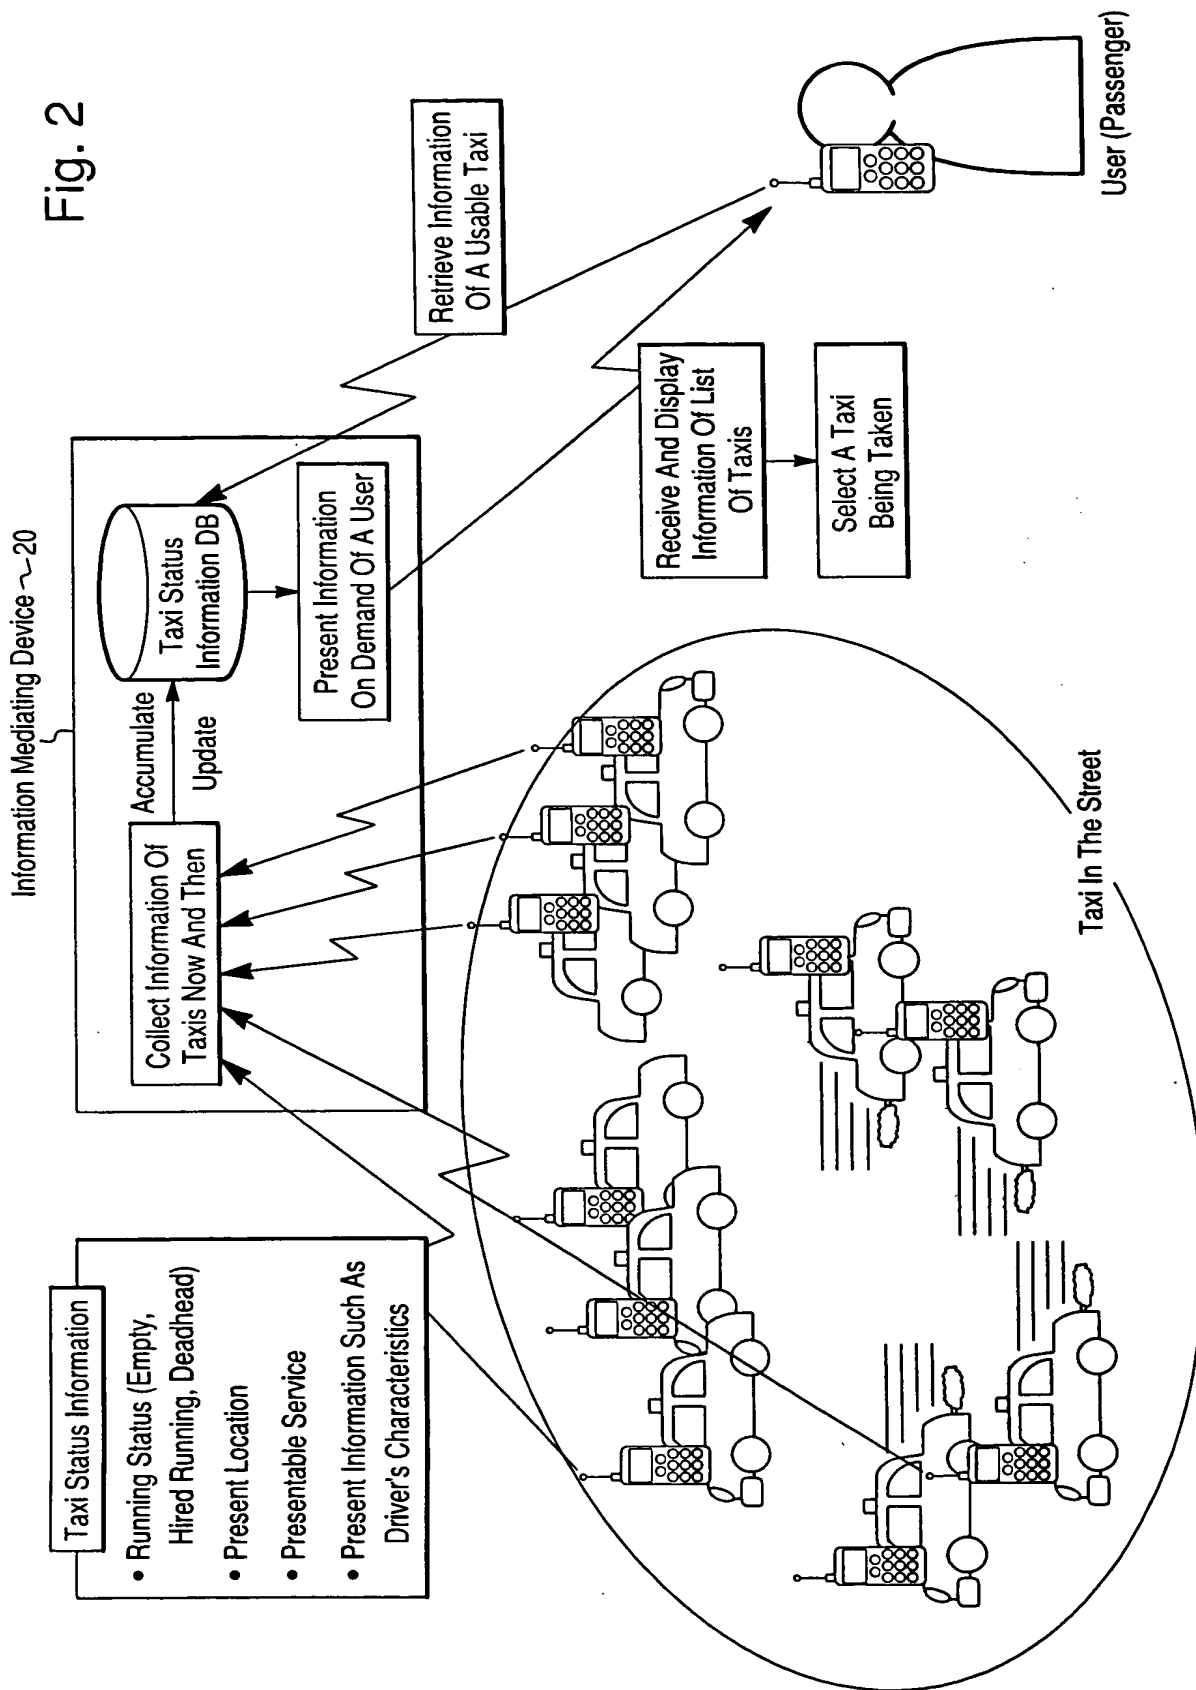 Fig. 2
Information Mediating Device ~20
Taxi Status Information
• Running Status (Empty,
Hired Running, Deadhead)
• Present Location
• Presentable Service
• Present Information Such As
Driver's Characteristics
Collect Information Of
Taxis Now And Then
Accumulate
Update
Taxi Status
Information DB
Present Information
On Demand Of A User
Retrieve Information
Of A Usable Taxi
Receive And Display
Information Of List
Of Taxis
Select A Taxi
Being Taken
Taxi In The Street
User (Passenger)